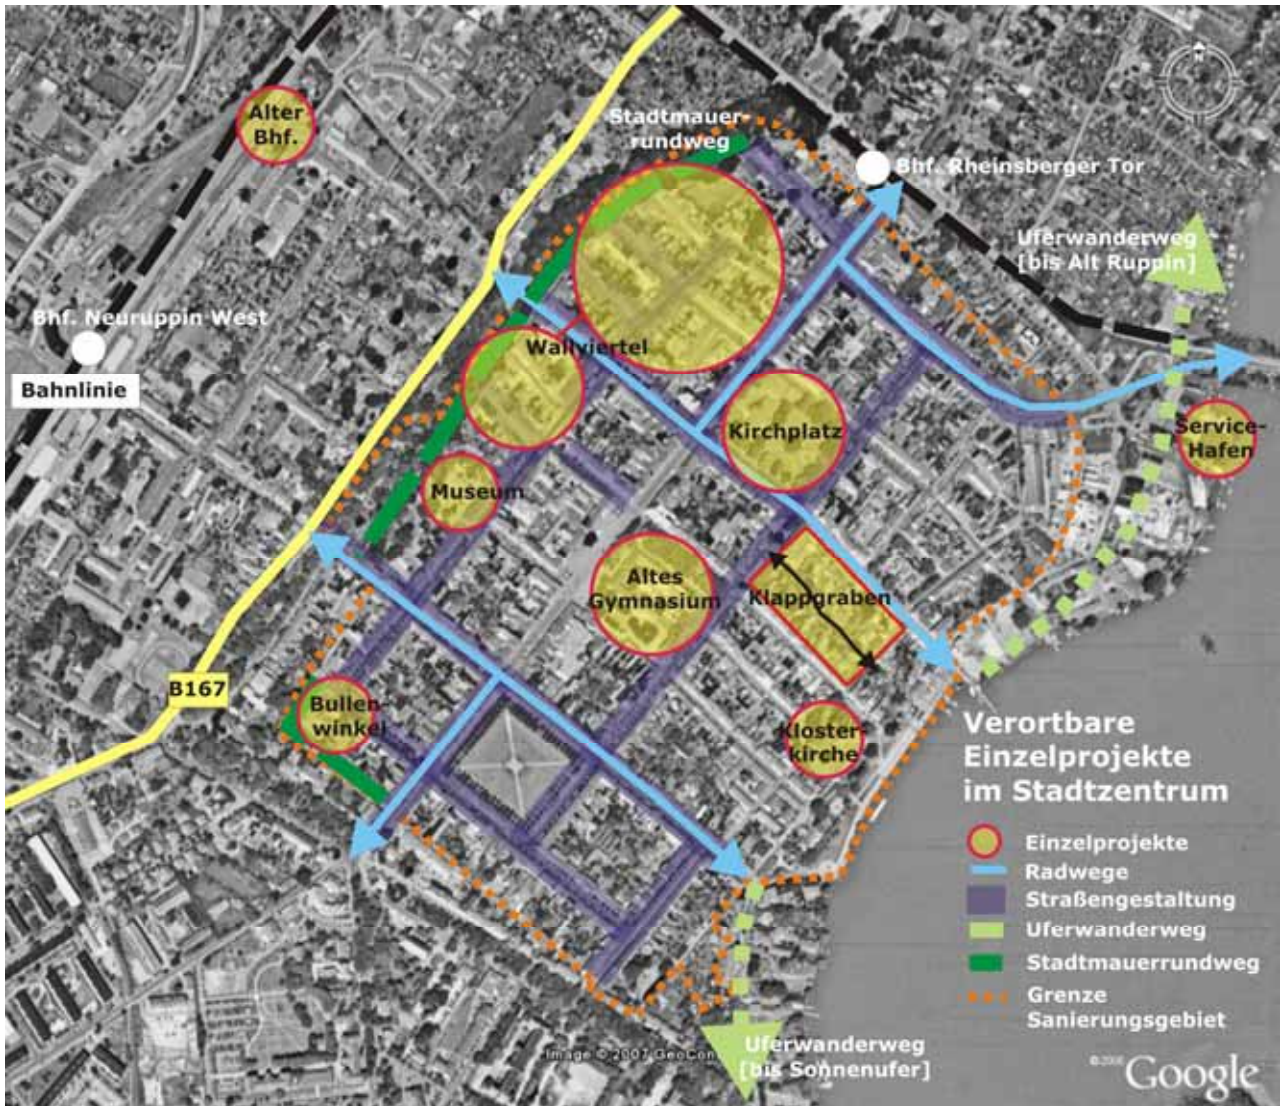 Alter
Bhf.
Stadtmauer-
rundweg
Bhf. Rheinsberger Tor
N
Uferwanderweg
[bis Alt Ruppin]
Bhf. Neuruppin West
Bahnlinie
Wallviertel
Kirchplatz
Service-
Hafen
Museum
Altes
Gymnasium
Klappgraben
B167
Bullen-
winkel
Kloster-
kirche
Verortbare
Einzelprojekte
im Stadtzentrum
Einzelprojekte
Radwege
Straßengestaltung
Uferwanderweg
Stadtmauerrundweg
Grenze
Sanierungsgebiet
Uferwanderweg
[bis Sonnenufer]
Image © 2007 GeoCon
Google